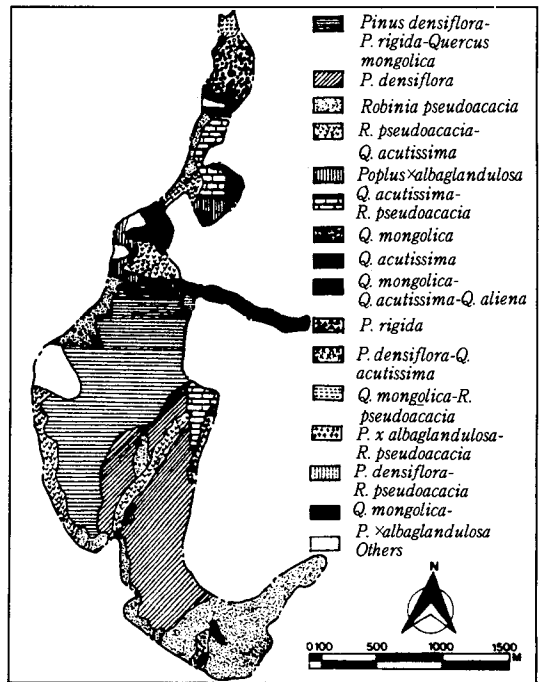 Pinus densiflora-
P. rigida-Quercus
mongolica
P. densiflora
Robinia pseudoacacia
R. pseudoacacia-
Q. acutissima
Poplus×albaglandulosa
Q. acutissima-
R. pseudoacacia
Q. mongolica
Q. acutissima
Q. mongolica-
Q.acutissima-Q. aliena
P. rigida
P. densiflora-Q.
acutissima
Q. mongolica-R.
pseudoacacia
P. x albaglandulosa-
R. pseudoacacia
P. densiflora-
R. pseudoacacia
Q. mongolica-
P. ×albaglandulosa
Others
N
0 100 500 1000 1500
M